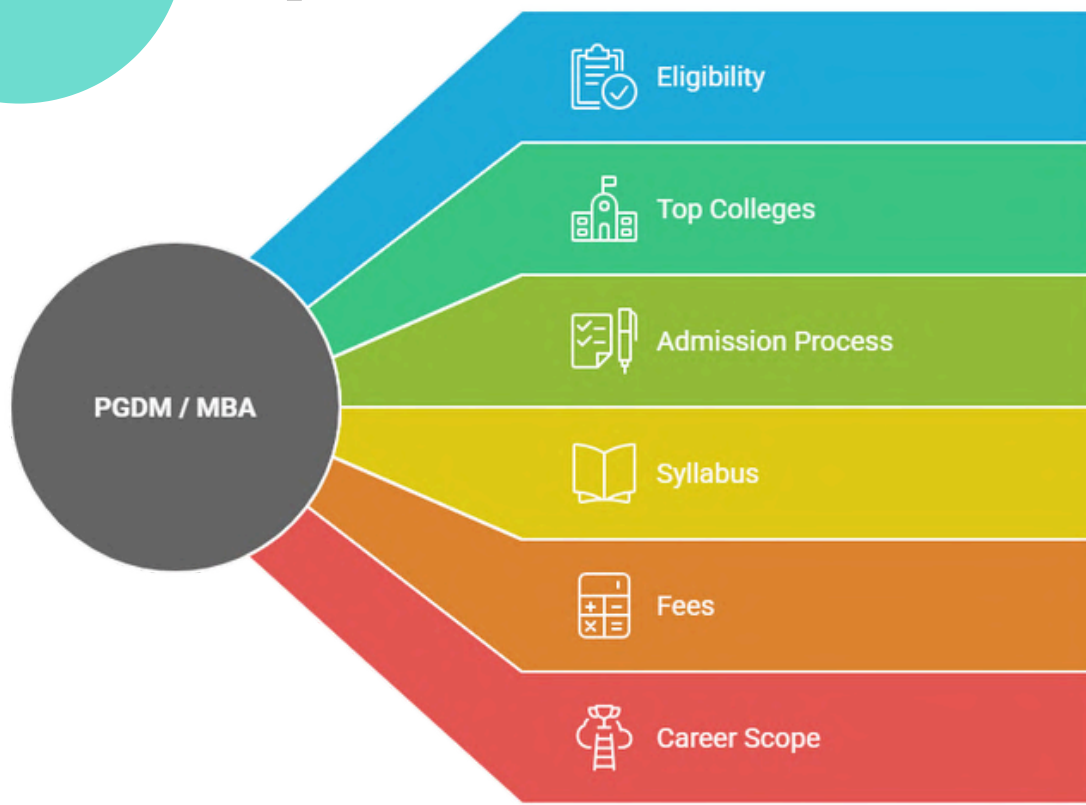 Eligibility
Top Colleges
Admission Process
PGDM / MBA
Syllabus
Fees
Career Scope